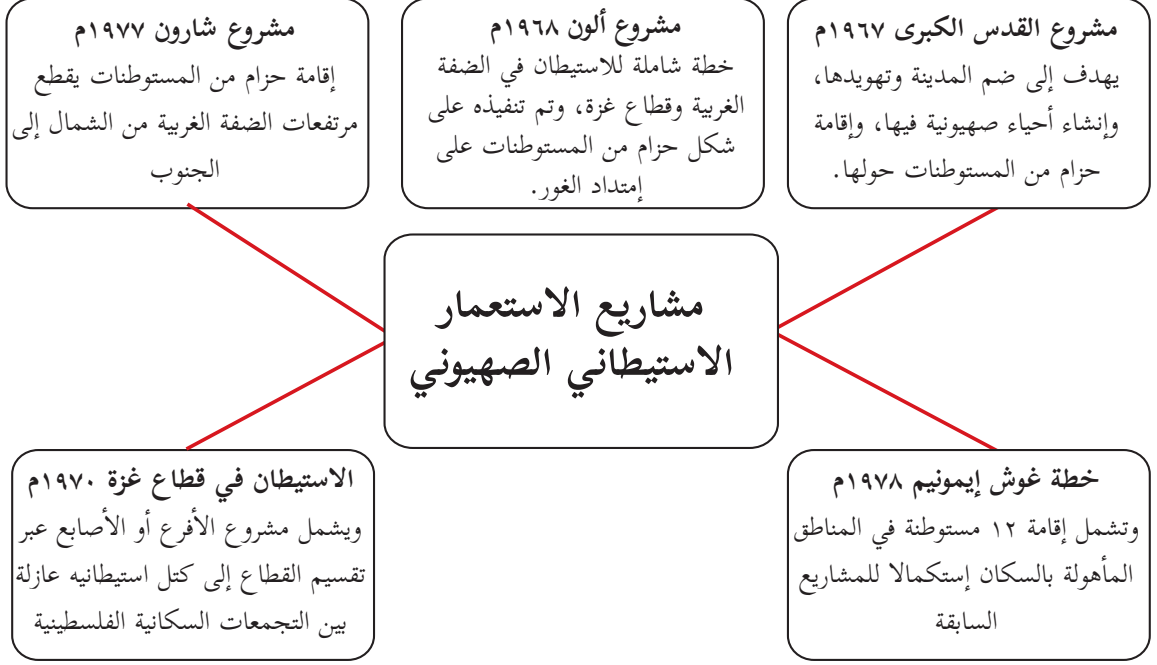 مشروع القدس الكبرى ١٩٦٧م
يهدف إلى ضم المدينة وتهويدها،
وإنشاء أحياء صهيونية فيها، وإقامة
حزام من المستوطنات حولها.
مشروع ألون ١٩٦٨م
خطة شاملة للاستيطان في الضفة
الغربية وقطاع غزة، وتم تنفيذه على
شكل حزام من المستوطنات على
إمتداد الغور.
مشروع شارون ١٩٧٧م
إقامة حزام من المستوطنات يقطع
مرتفعات الضفة الغربية من الشمال إلى
الجنوب
مشاريع الاستعمار
الاستيطاني الصهيوني
خطة غوش إيمونيم ١٩٧٨م
وتشمل إقامة ١٢ مستوطنة في المناطق
المأهولة بالسكان إستكمالا للمشاريع
السابقة
الاستيطان في قطاع غزة ١٩٧٠م
ويشمل مشروع الأفرع أو الأصابع عبر
تقسيم القطاع إلى كتل استيطانيه عازلة
بين التجمعات السكانية الفلسطينية